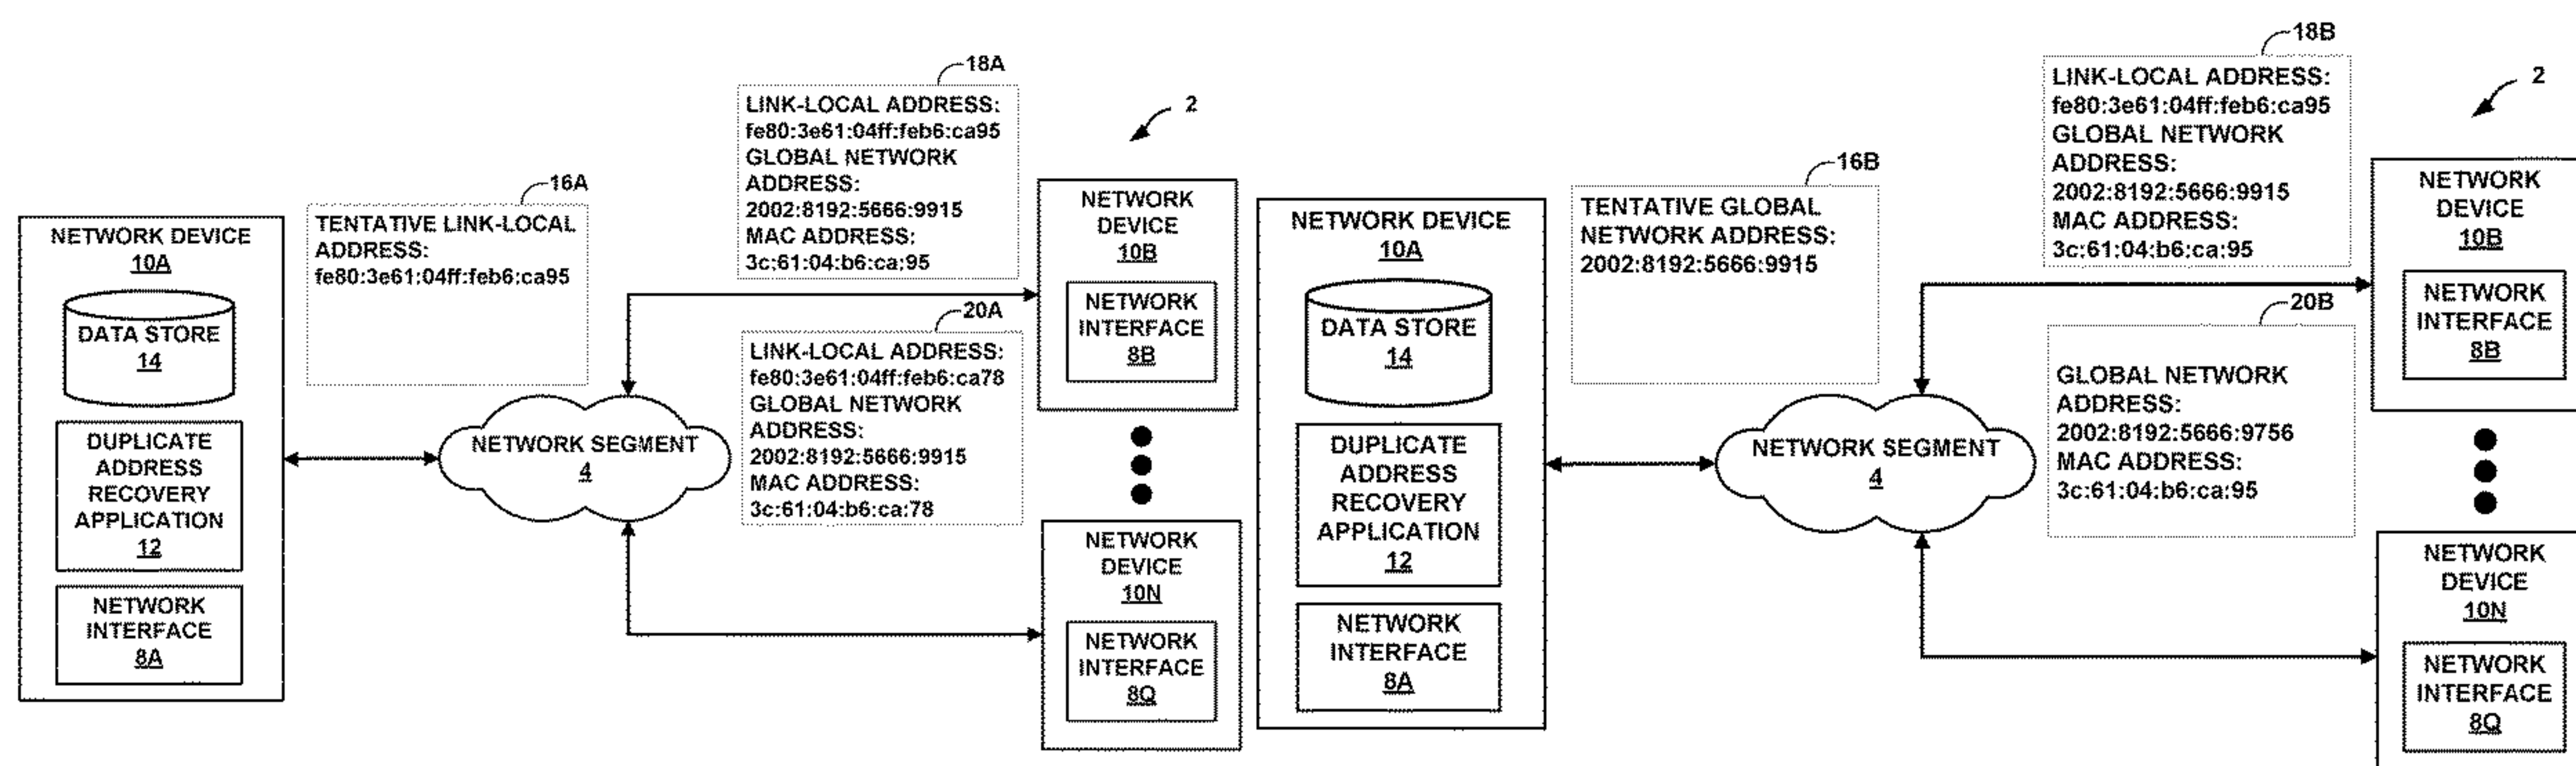 NETWORK DEVICE
10A
DATA STORE
14
DUPLICATE
ADDRESS
RECOVERY
APPLICATION
12
NETWORK
INTERFACE
8A
16A
TENTATIVE LINK-LOCAL
ADDRESS:
fe80:3e61:04ff:feb6:ca95
NETWORK SEGMENT
4
18A
LINK-LOCAL ADDRESS:
fe80:3e61:04ff:feb6:ca95
GLOBAL NETWORK
ADDRESS:
2002:8192:5666:9915
MAC ADDRESS:
3c:61:04:b6:ca:95
20A
LINK-LOCAL ADDRESS:
fe80:3e61:04ff:feb6:ca78
GLOBAL NETWORK
ADDRESS:
2002:8192:5666:9915
MAC ADDRESS:
3c:61:04:b6:ca:78
2
NETWORK
DEVICE
10B
NETWORK
INTERFACE
8B
NETWORK
DEVICE
10N
NETWORK
INTERFACE
8Q
NETWORK DEVICE
10A
DATA STORE
14
DUPLICATE
ADDRESS
RECOVERY
APPLICATION
12
NETWORK
INTERFACE
8A
16B
TENTATIVE GLOBAL
NETWORK ADDRESS:
2002:8192:5666:9915
NETWORK SEGMENT
4
18B
LINK-LOCAL ADDRESS:
fe80:3e61:04ff:feb6:ca95
GLOBAL NETWORK
ADDRESS:
2002:8192:5666:9915
MAC ADDRESS:
3c:61:04:b6:ca:95
20B
GLOBAL NETWORK
ADDRESS:
2002:8192:5666:9756
MAC ADDRESS:
3c:61:04:b6:ca:95
2
NETWORK
DEVICE
10B
NETWORK
INTERFACE
8B
NETWORK
DEVICE
10N
NETWORK
INTERFACE
8Q